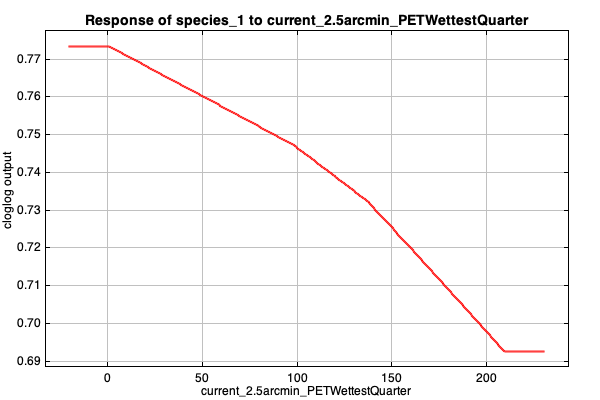 Response of species_1 to current_2.5arcmin_PETWettestQuarter
0.77
0.76
0.75
0.74
0.73
0.72
0.71
0.70
0.69
cloglog output
0 50 100 150 200
current_2.5arcmin_PETWettestQuarter